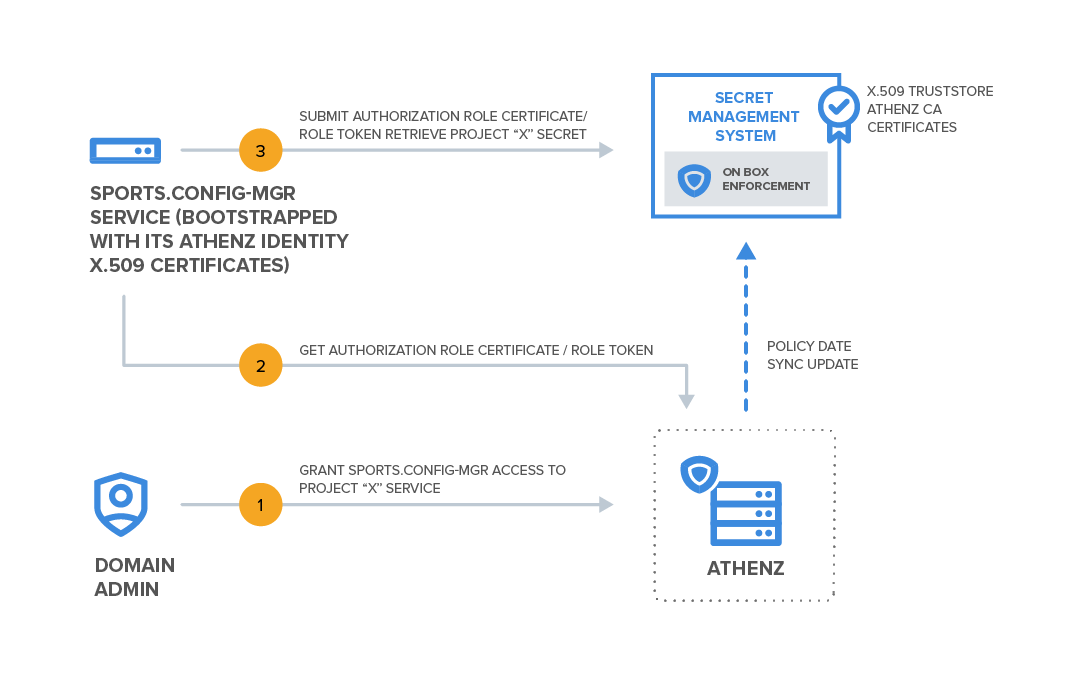 SUBMIT AUTHORIZATION ROLE CERTIFICATE/
ROLE TOKEN RETRIEVE PROJECT “X” SECRET
3
SECRET
MANAGEMENT
SYSTEM
ON BOX
ENFORCEMENT
X.509 TRUSTSTORE
ATHENZ CA
CERTIFICATES
SPORTS.CONFIG-MGR
SERVICE (BOOTSTRAPPED
WITH ITS ATHENZ IDENTITY
X.509 CERTIFICATES)
GET AUTHORIZATION ROLE CERTIFICATE / ROLE TOKEN
2
POLICY DATE
SYNC UPDATE
GRANT SPORTS.CONFIG-MGR ACCESS TO
PROJECT “X” SERVICE
1
DOMAIN
ADMIN
ATHENZ